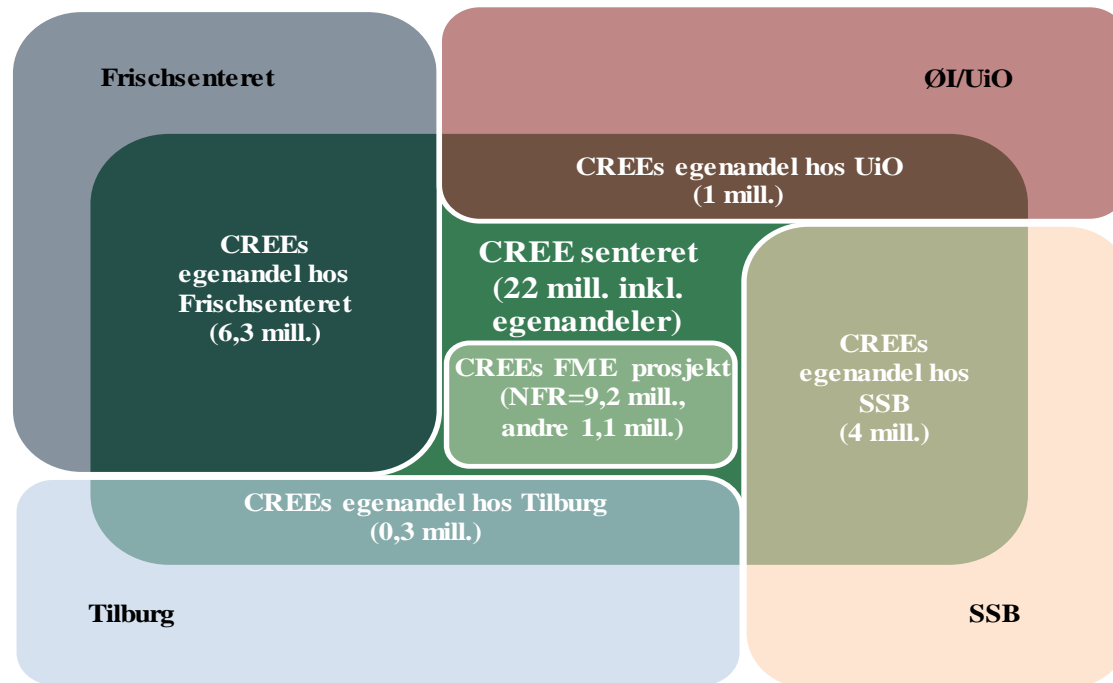 Frischsenteret
ØI/UiO
CREEs egenandel hos UiO
(1 mill.)
CREEs
egenandel hos
Frischsenteret
(6,3 mill.)
CREE senteret
(22 mill. inkl.
egenandeler)
CREEs FME prosjekt
(NFR=9,2 mill.,
andre 1,1 mill.)
CREEs
egenandel hos
SSB
(4 mill.)
CREEs egenandel hos Tilburg
(0,3 mill.)
Tilburg
SSB